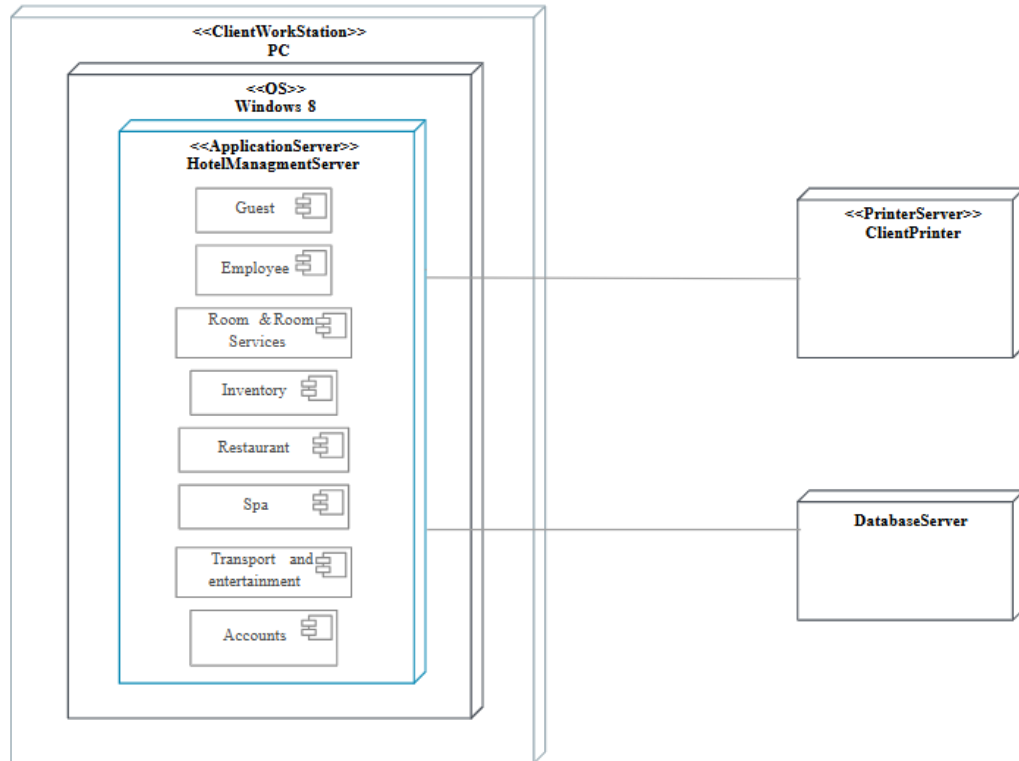 <<ClientWorkStation>>
PC
<<OS>>
Windows 8
<<ApplicationServer>>
HotelManagmentServer
Guest
Employee
Room & Room
Services
Inventory
Restaurant
Spa
Transport and
entertainment
Accounts
<<PrinterServer>>
ClientPrinter
DatabaseServer